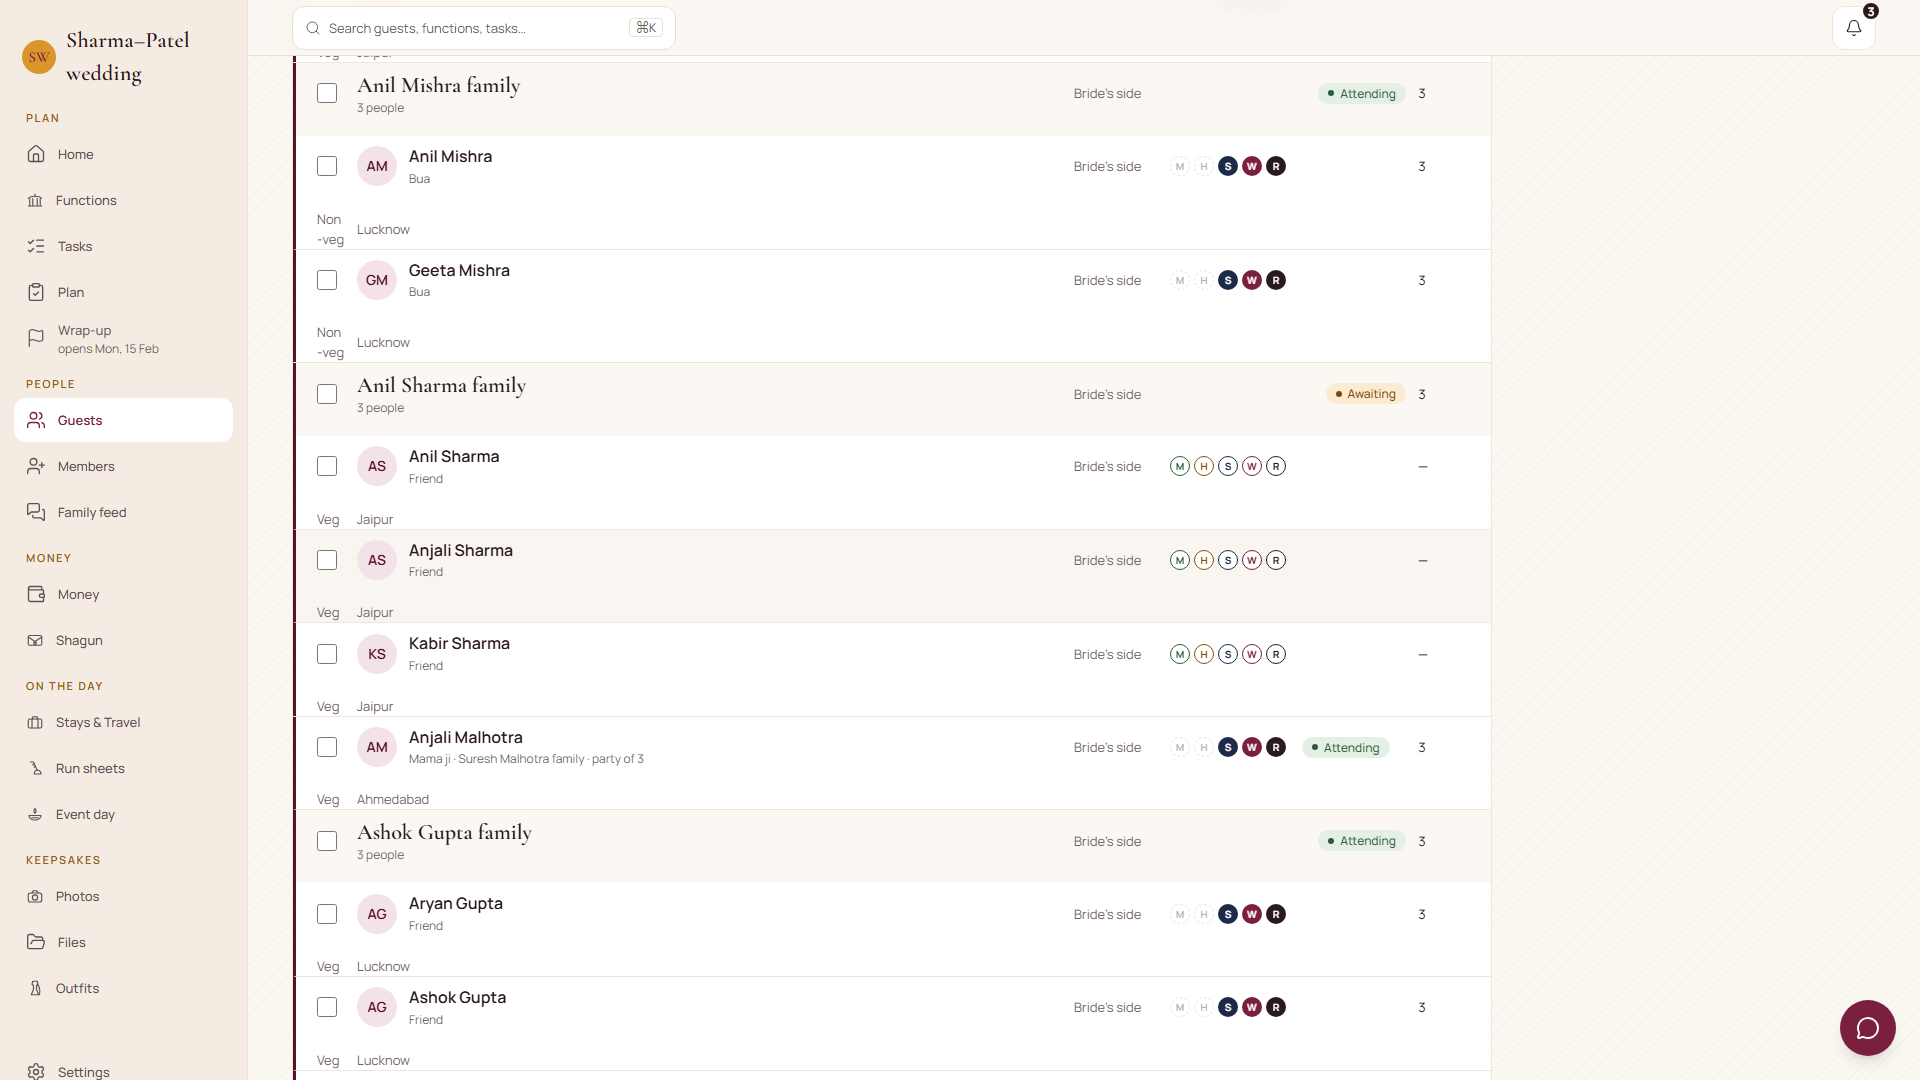 Sharma–Patel
wedding
SW
Search guests, functions, tasks...
⌘K
3
PLAN
Home
Functions
Tasks
Plan
Wrap-up
opens Mon, 15 Feb
PEOPLE
Guests
Members
Family feed
MONEY
Money
Shagun
ON THE DAY
Stays & Travel
Run sheets
Event day
KEEPSAKES
Photos
Files
Outfits
Settings
Anil Mishra family
3 people
Bride's side
Attending
3
AM
Anil Mishra
Bua
Bride's side
M H S W R
3
Non
-veg
Lucknow
GM
Geeta Mishra
Bua
Bride's side
M H S W R
3
Non
-veg
Lucknow
Anil Sharma family
3 people
Bride's side
Awaiting
3
AS
Anil Sharma
Friend
Bride's side
M H S W R
—
Veg Jaipur
AS
Anjali Sharma
Friend
Bride's side
M H S W R
—
Veg Jaipur
KS
Kabir Sharma
Friend
Bride's side
M H S W R
—
Veg Jaipur
AM
Anjali Malhotra
Mama ji · Suresh Malhotra family · party of 3
Bride's side
M H S W R
Attending
3
Veg Ahmedabad
Ashok Gupta family
3 people
Bride's side
Attending
3
AG
Aryan Gupta
Friend
Bride's side
M H S W R
3
Veg Lucknow
AG
Ashok Gupta
Friend
Bride's side
M H S W R
3
Veg Lucknow